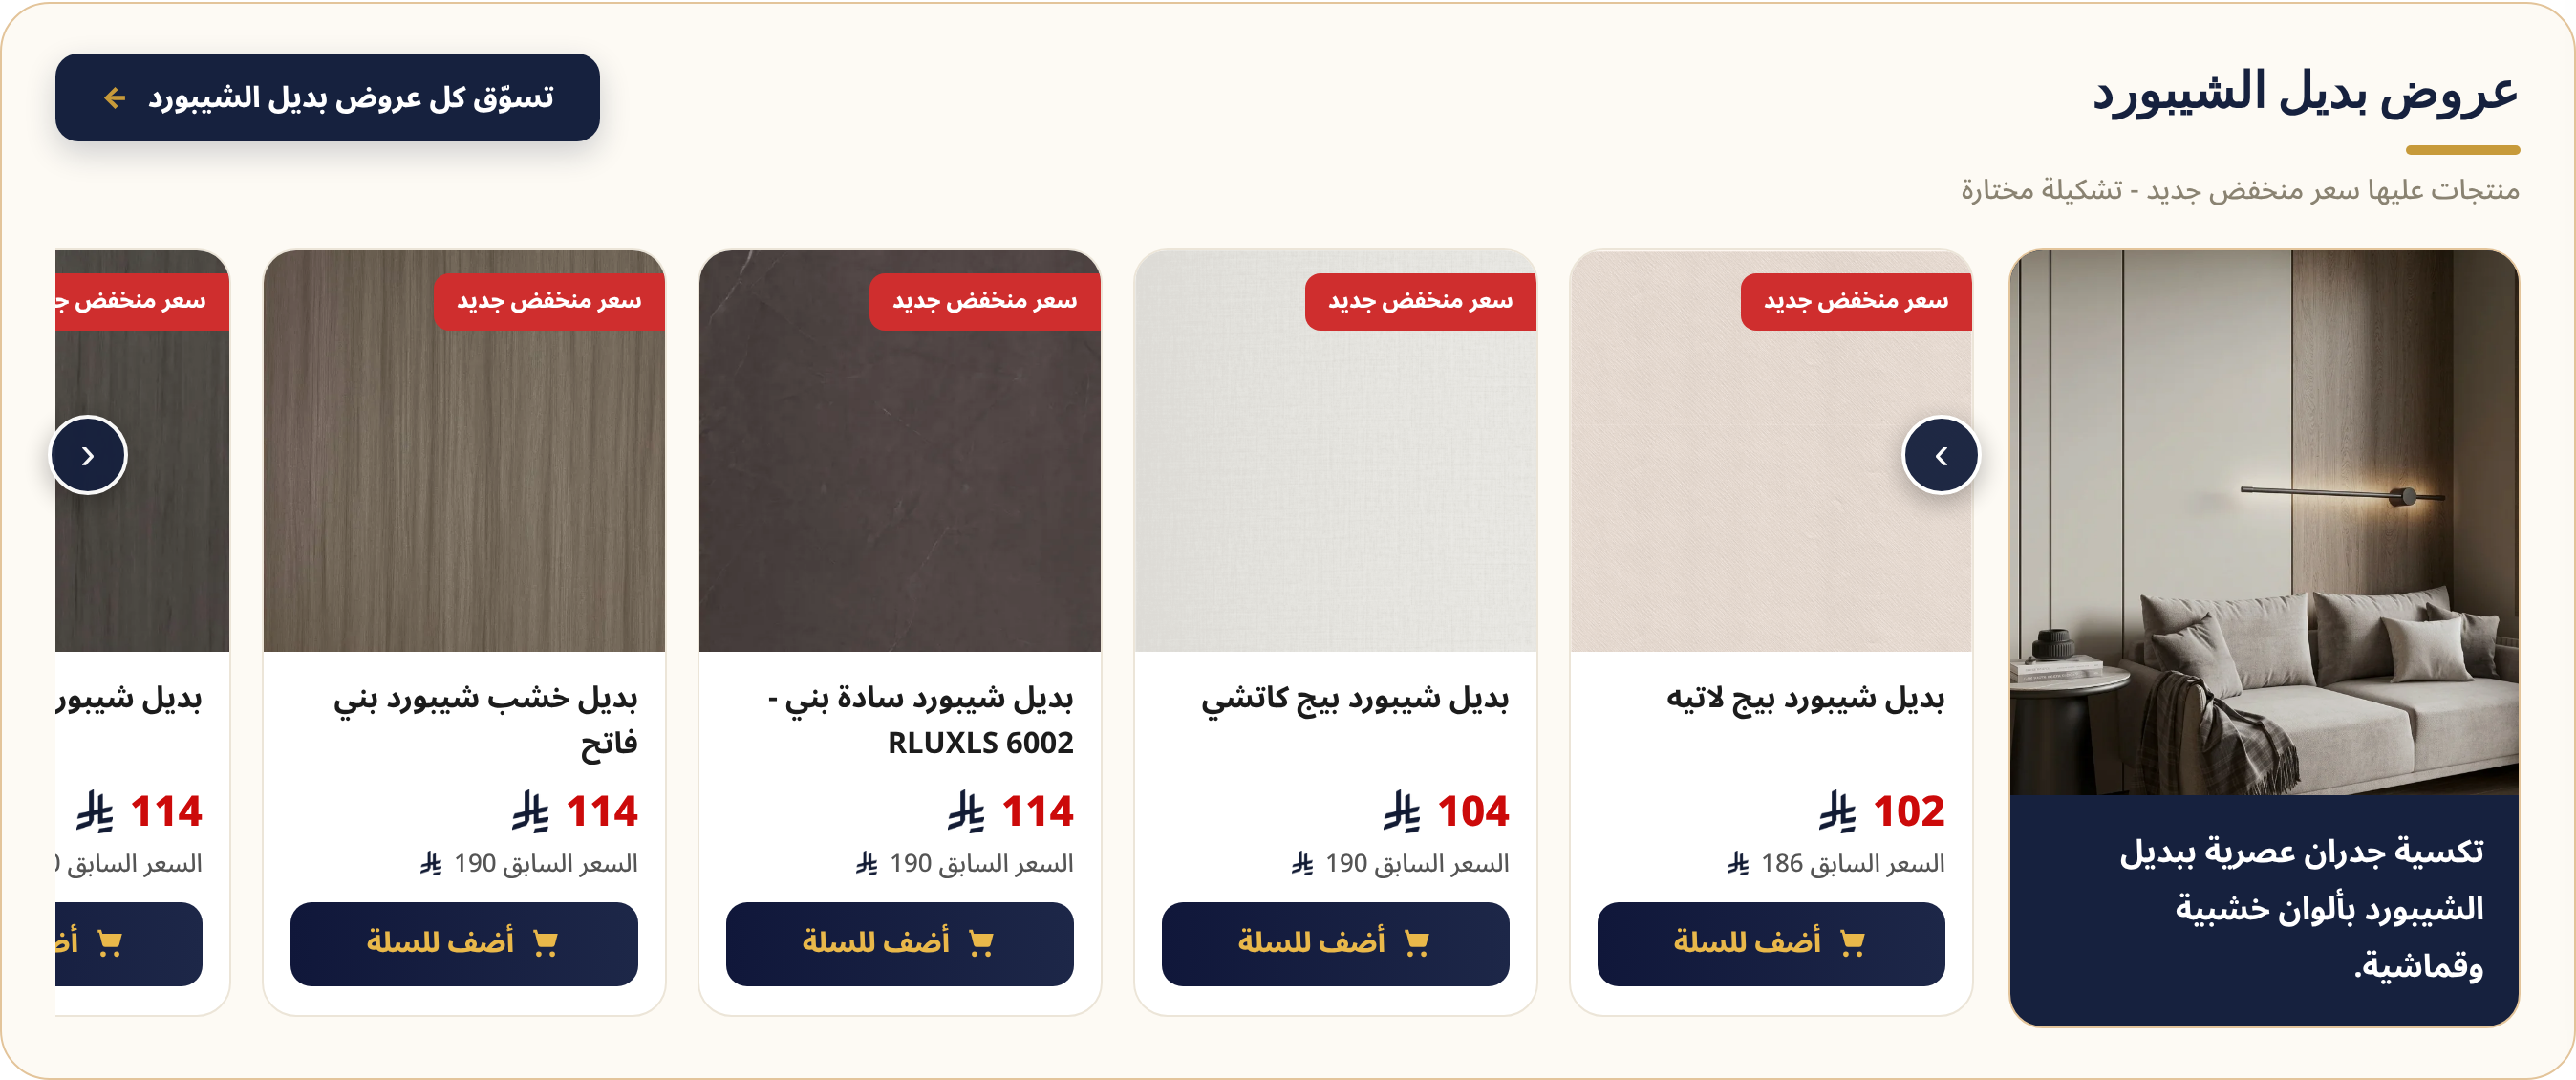 عروض بديل الشيبورد
منتجات عليها سعر منخفض جديد - تشكيلة مختارة
تسوّق كل عروض بديل الشيبورد
تكسية جدران عصرية ببديل
الشيبورد بألوان خشبية
وقماشية.
سعر منخفض جديد
بديل شيبورد بيج لاتيه
102
السعر السابق 186
أضف للسلة
سعر منخفض جديد
بديل شيبورد بيج كاتشي
104
السعر السابق 190
أضف للسلة
سعر منخفض جديد
بديل شيبورد سادة بني -
RLUXLS 6002
114
السعر السابق 190
أضف للسلة
سعر منخفض جديد
بديل خشب شيبورد بني
فاتح
114
السعر السابق 190
أضف للسلة
سعر منخفض
بديل
114
السعر السابق